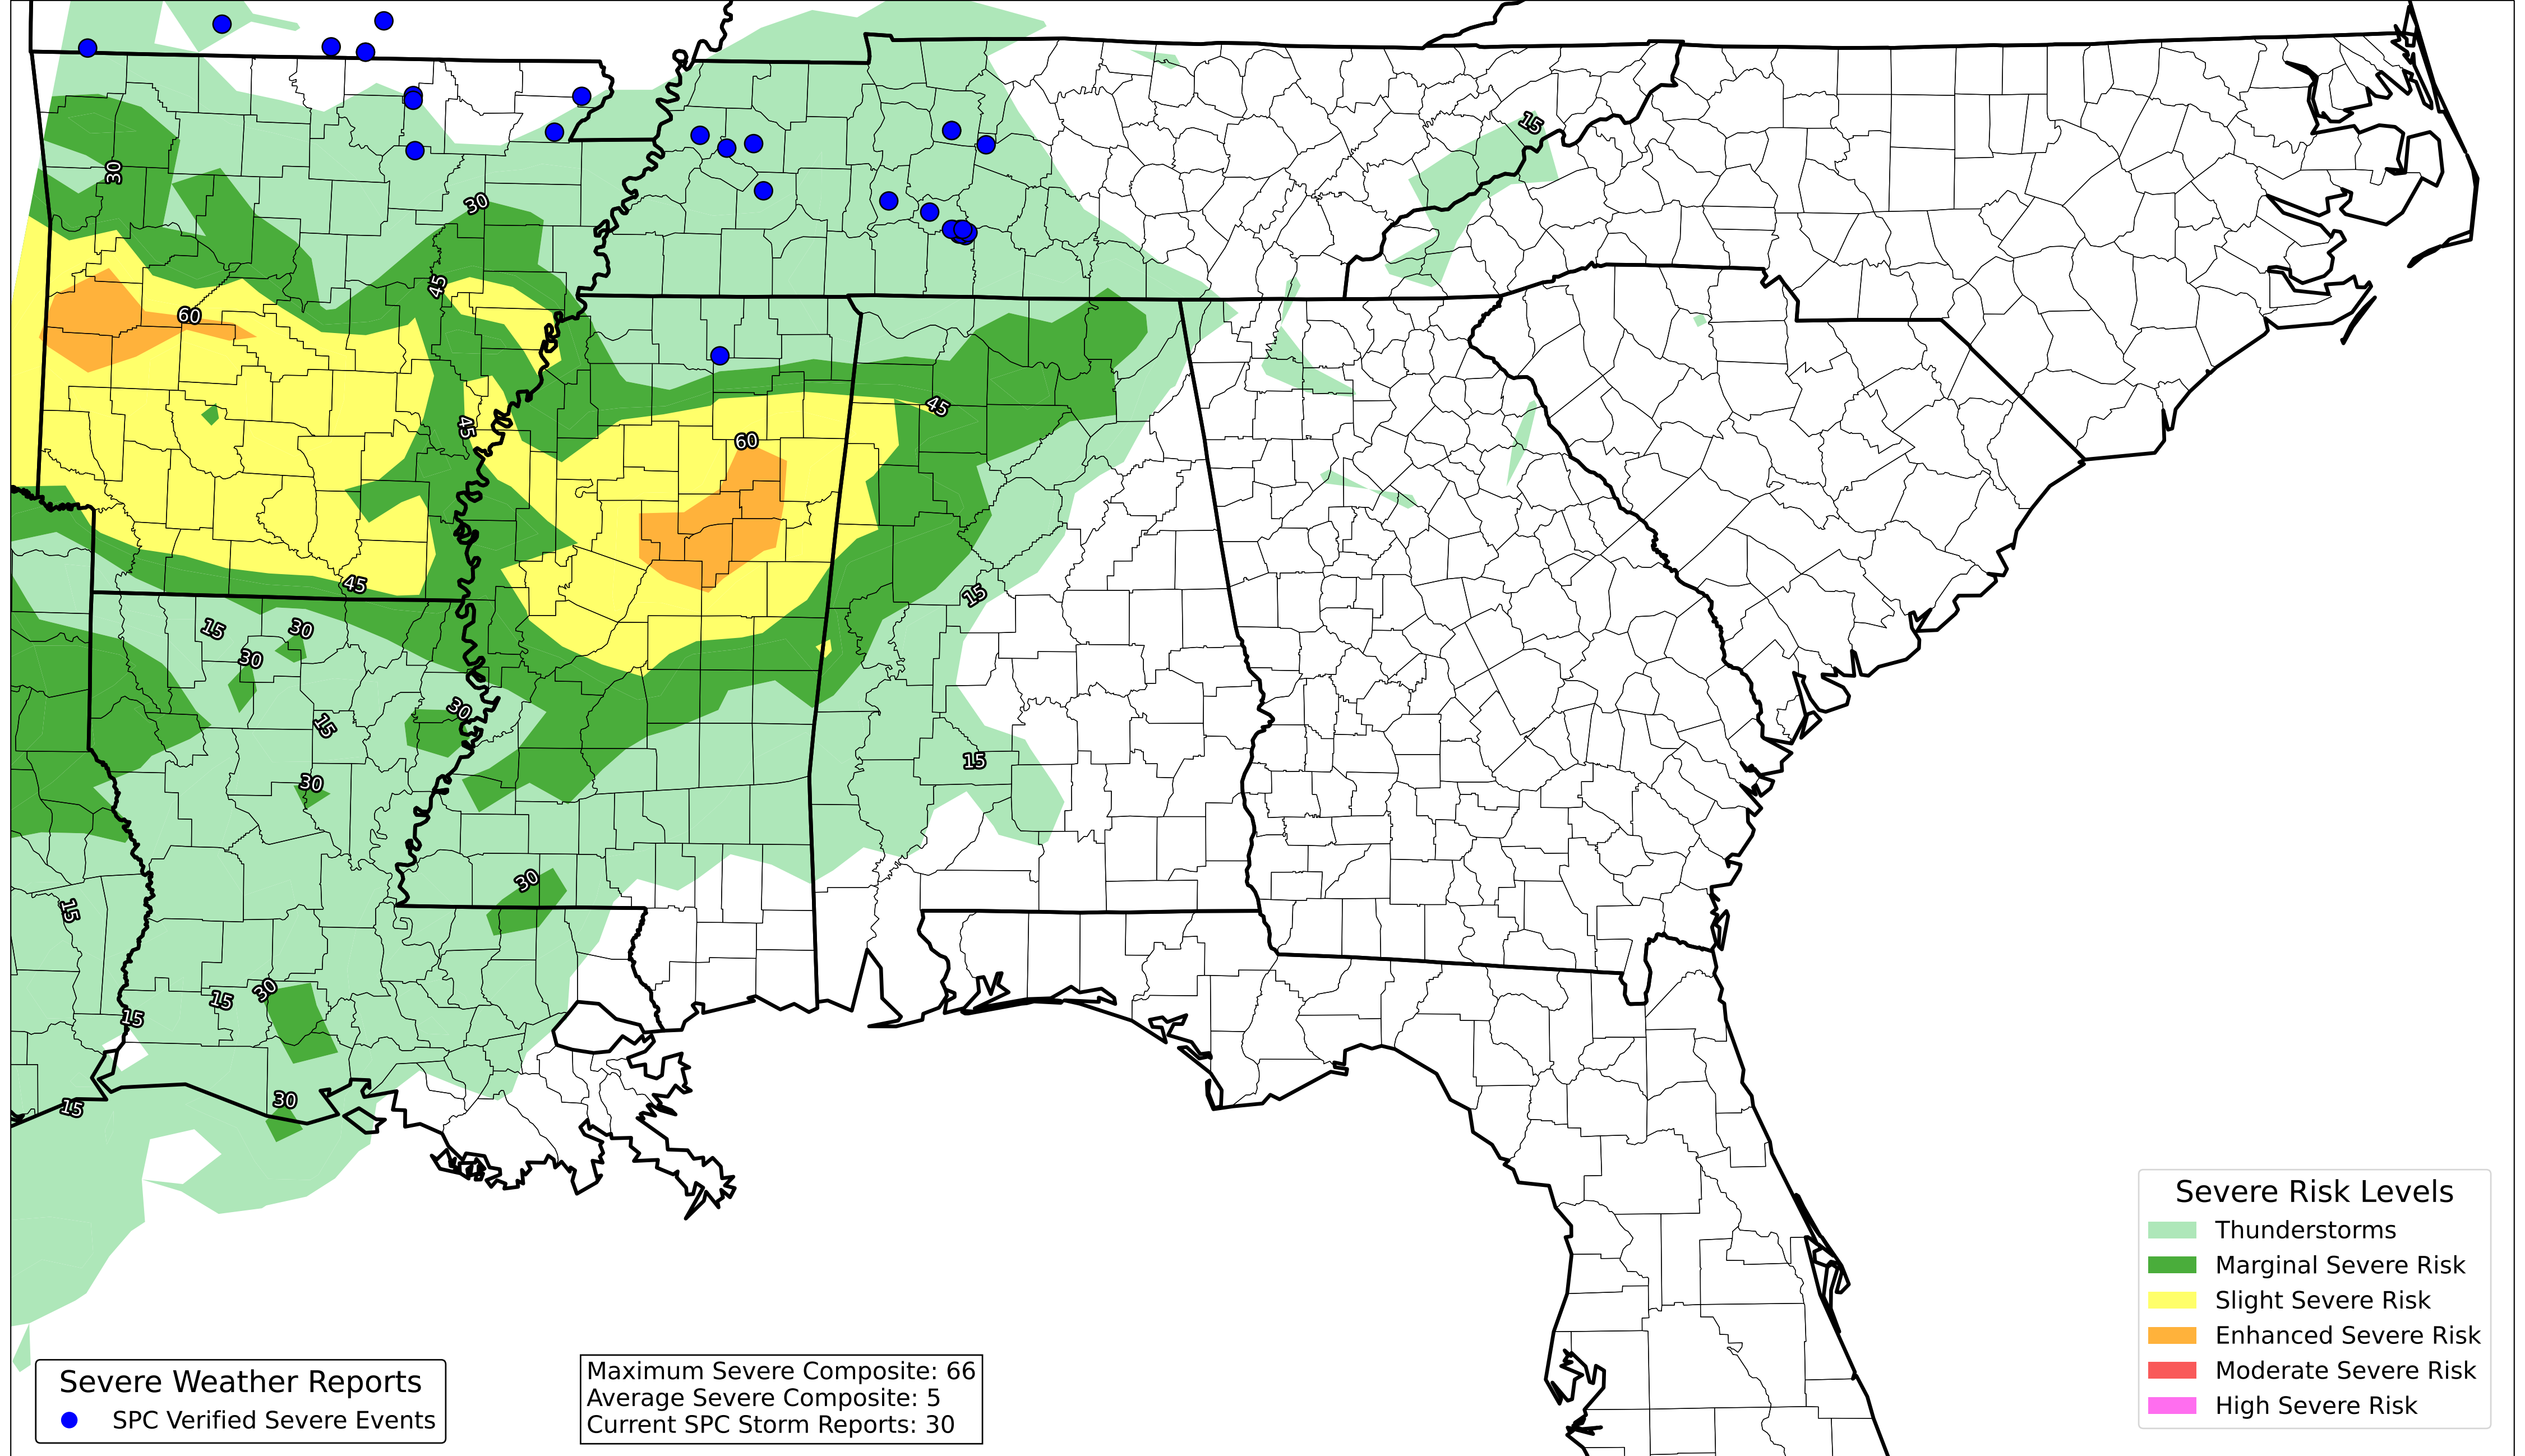 15
30
30
45
60
45
45
60
45
15
15
30
30
30
15
30
15
30
15
15
30
15
30
15
Severe Risk Levels
Thunderstorms
Marginal Severe Risk
Slight Severe Risk
Enhanced Severe Risk
Moderate Severe Risk
High Severe Risk
Severe Weather Reports
SPC Verified Severe Events
Maximum Severe Composite: 66
Average Severe Composite: 5
Current SPC Storm Reports: 30